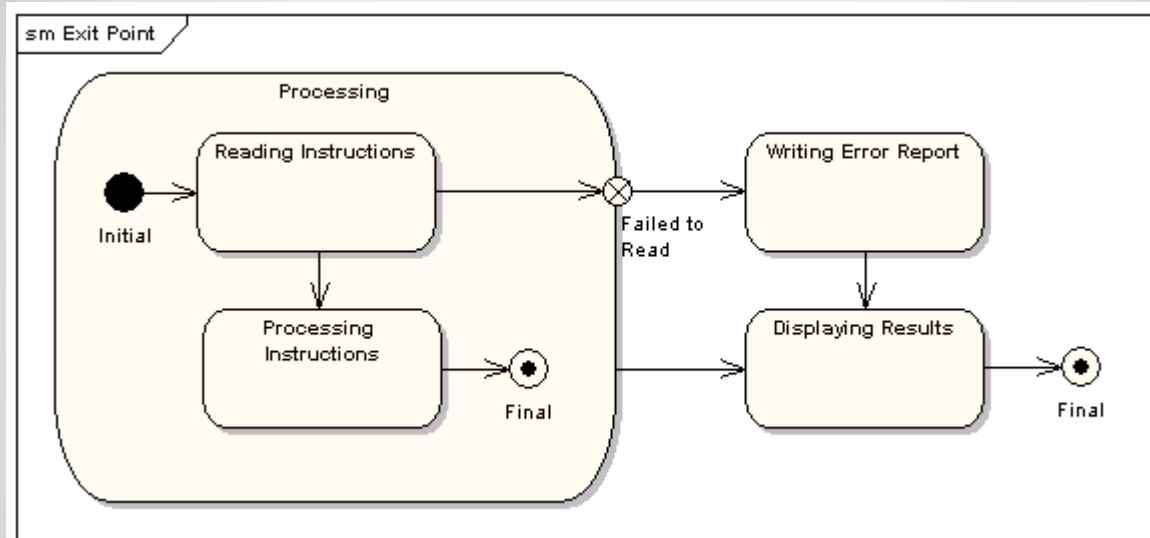 sm Exit Point
Processing
Reading Instructions
Writing Error Report
Initial
Failed to
Read
Processing
Instructions
Displaying Results
Final
Final